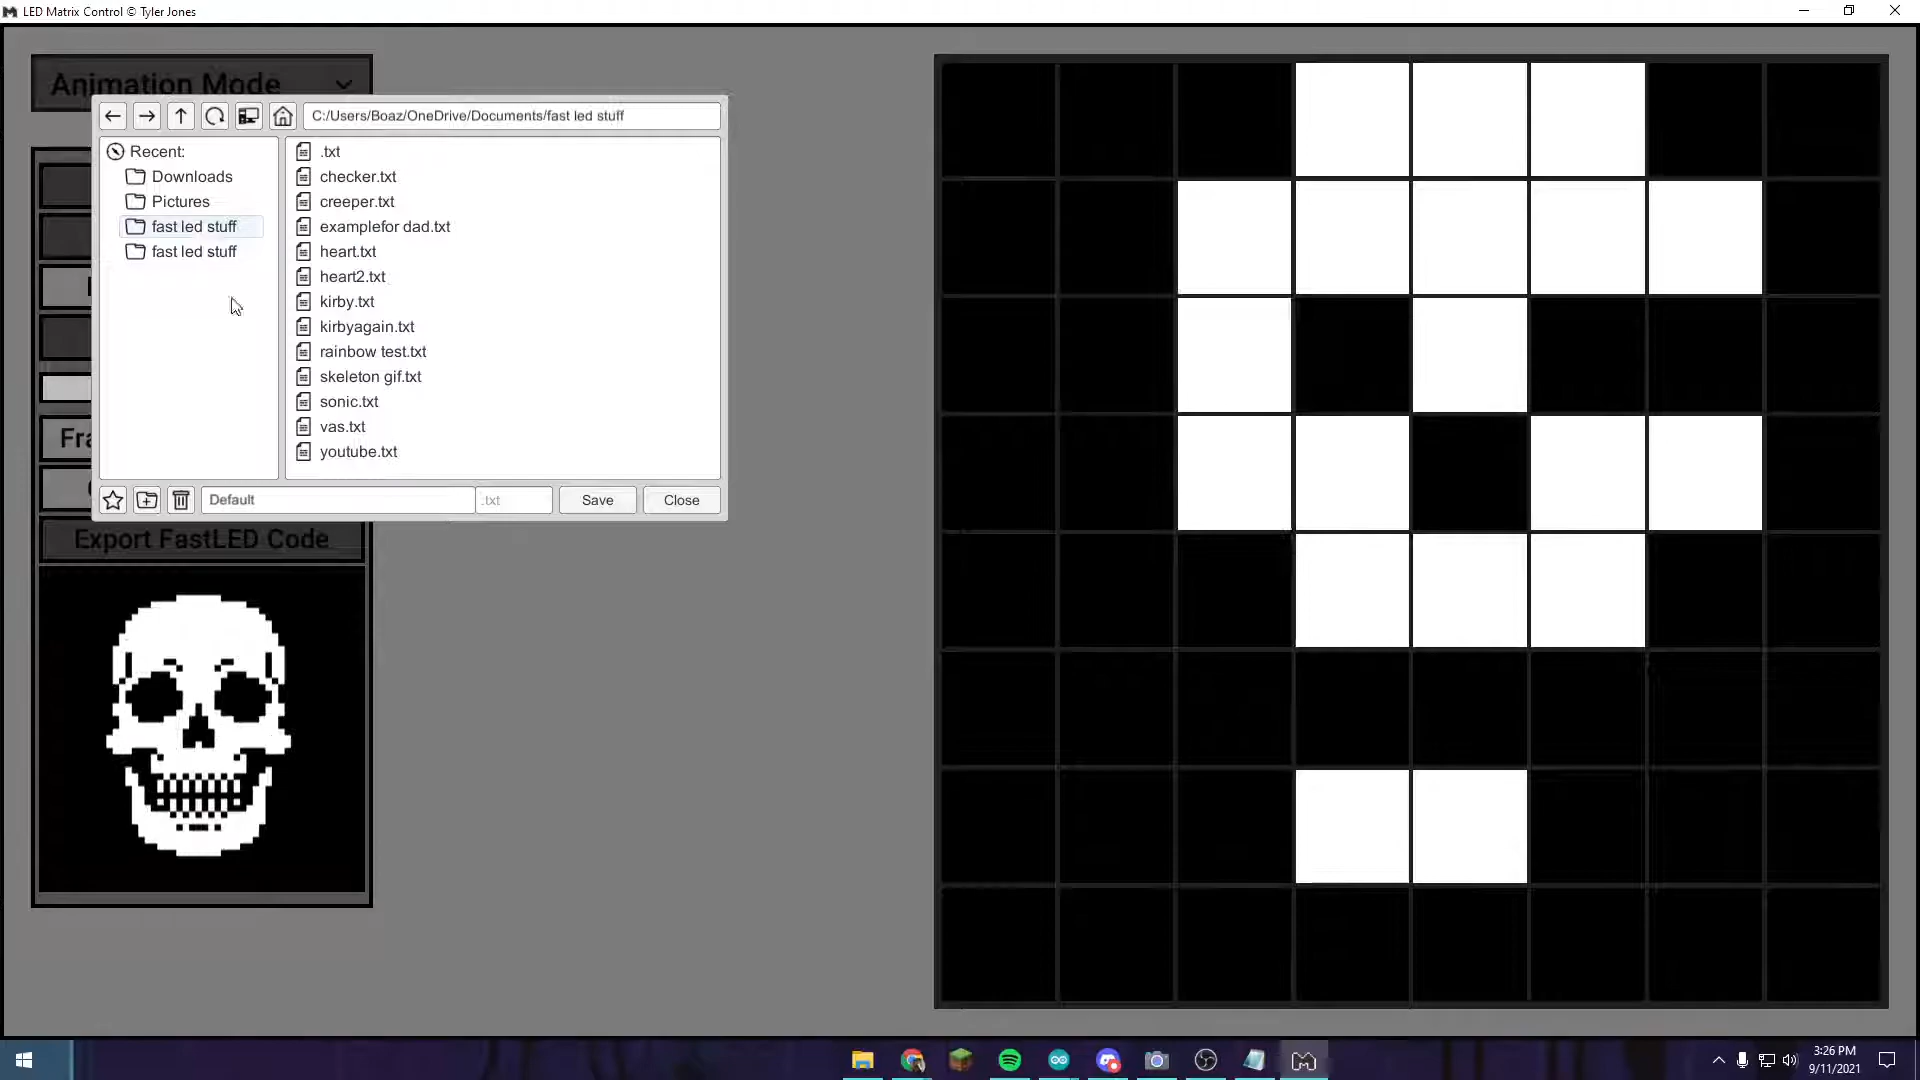 LED Matrix Control © Tyler Jones
Animation Mode
C:/Users/Boaz/OneDrive/Documents/fast led stuff
Recent:
Downloads
Pictures
fast led stuff
fast led stuff
.txt
checker.txt
creeper.txt
examplefor dad.txt
heart.txt
heart2.txt
kirby.txt
kirbyagain.txt
rainbow test.txt
skeleton gif.txt
sonic.txt
vas.txt
youtube.txt
Fra
Default
.txt
Save
Close
Export FastLED Code
3:26 PM
9/11/2021